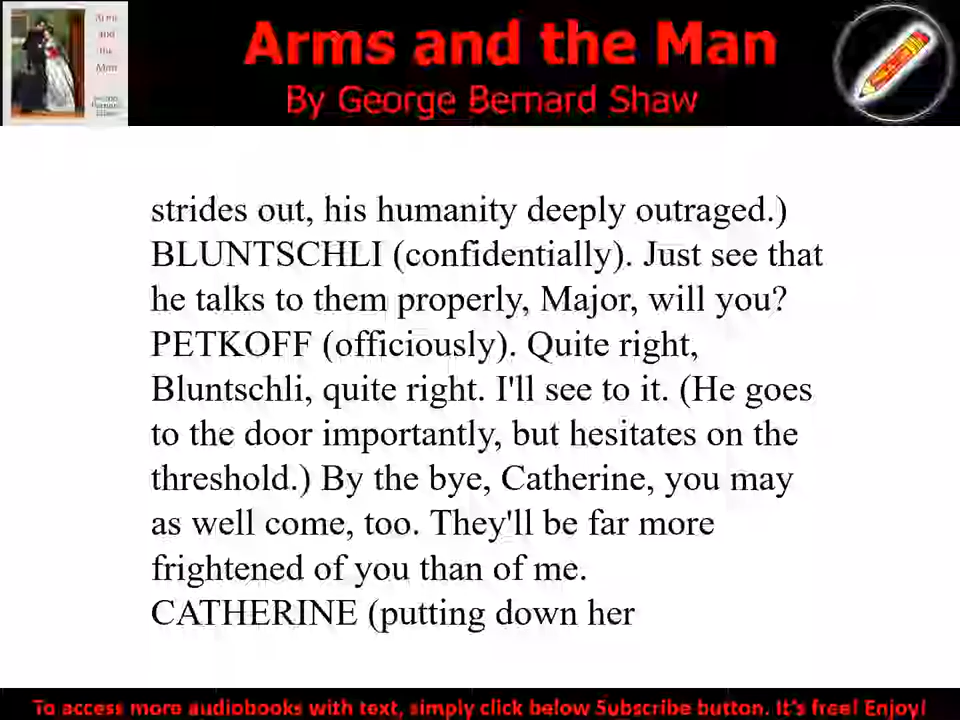 Arms and the Man
By George Bernard Shaw
Arms
and
the
Man
strides out, his humanity deeply outraged.)
BLUNTSCHLI (confidentially). Just see that
he talks to them properly, Major, will you?
PETKOFF (officiously). Quite right,
Bluntschli, quite right. I'll see to it. (He goes
to the door importantly, but hesitates on the
threshold.) By the bye, Catherine, you may
as well come, too. They'll be far more
frightened of you than of me.
CATHERINE (putting down her
To access more audiobooks with text, simply click below Subscribe button. It's free! Enjoy!